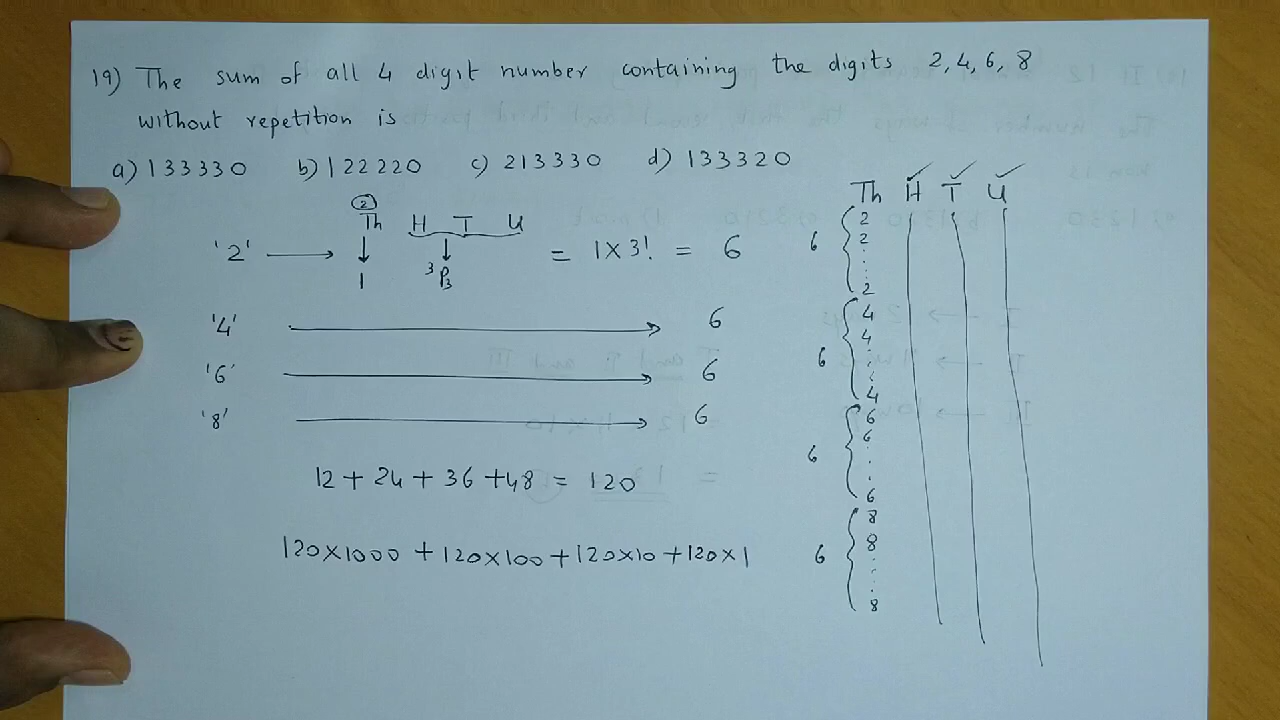 19) The sum of all 4 digit number containing the digits 2, 4, 6, 8
without repetition is
a) 133330 b) 122220 c) 213330 d) 133320
2
Th H T U
'2' → ↓ 1 ↓ ³P₃ = 1 × 3! = 6
'4' → 6
'6' → 6
'8' → 6
12 + 24 + 36 + 48 = 120
120×1000 + 120×100 + 120×10 + 120×1
✓ ✓ ✓
Th H T U
2
6 { 2
.
.
2
4
4
6 { .
.
4
6
6
6 { .
.
6
8
6 { 8
.
.
8